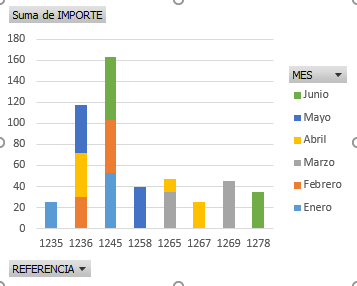 Suma de IMPORTE
180
160
140
120
100
80
60
40
20
0
1235 1236 1245 1258 1265 1267 1269 1278
MES
Junio
Mayo
Abril
Marzo
Febrero
Enero
REFERENCIA